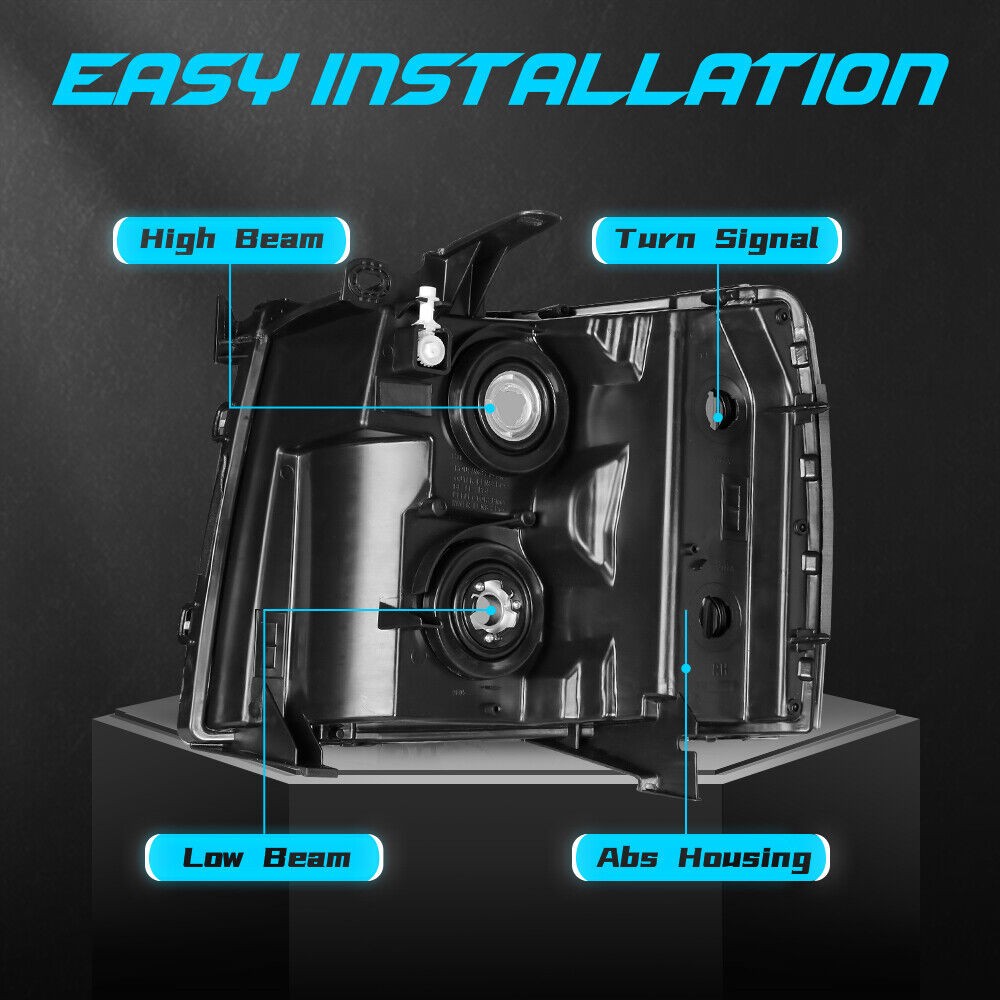 EASY INSTALLATION
High Beam
Turn Signal
Low Beam
Abs Housing